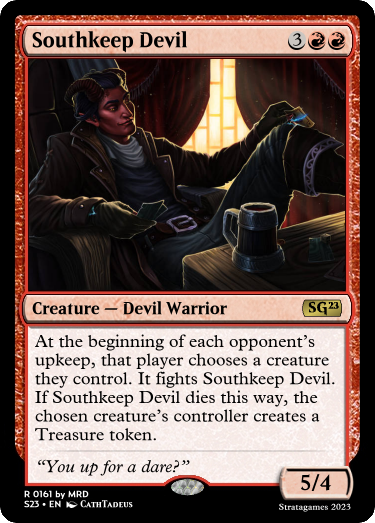 Southkeep Devil 3
Creature — Devil Warrior SG23
At the beginning of each opponent's
upkeep, that player chooses a creature
they control. It fights Southkeep Devil.
If Southkeep Devil dies this way, the
chosen creature's controller creates a
Treasure token.
“You up for a dare?”
5/4
R 0161 by MRD
S23 • EN CathTadeus
Stratagames 2023